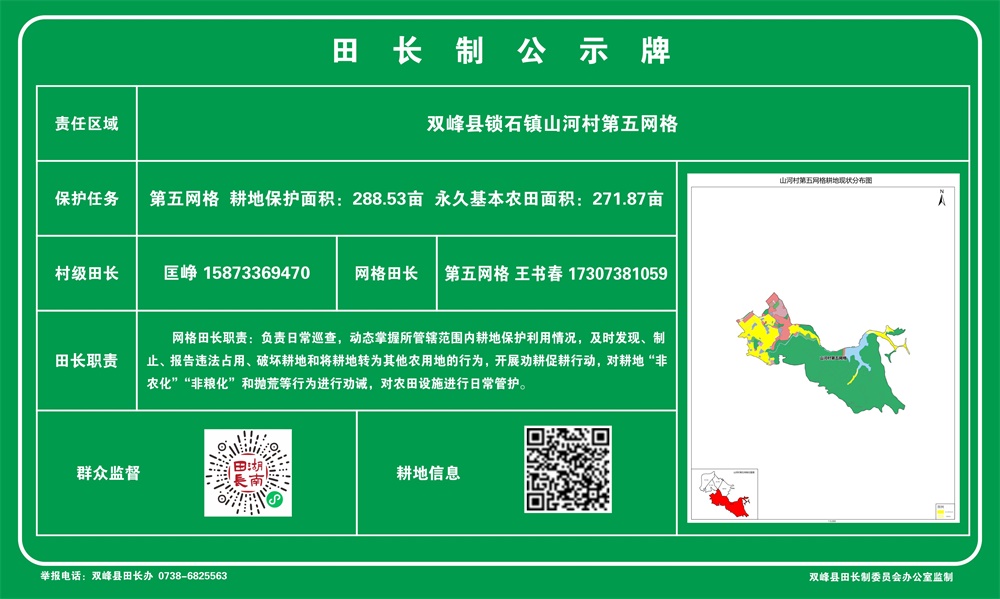 田长制公示牌
责任区域
双峰县锁石镇山河村第五网格
保护任务
第五网格 耕地保护面积：288.53亩 永久基本农田面积：271.87亩
村级田长
匡峥 15873369470
网格田长
第五网格 王书春 17307381059
田长职责
网格田长职责：负责日常巡查，动态掌握所管辖范围内耕地保护利用情况，及时发现、制
止、报告违法占用、破坏耕地和将耕地转为其他农用地的行为，开展劝耕促耕行动，对耕地“非
农化”“非粮化”和抛荒等行为进行劝诫，对农田设施进行日常管护。
山河村第五网格耕地现状分布图
N
山河村第五网格
群众监督
湖南田長
耕地信息
举报电话：双峰县田长办 0738-6825563
双峰县田长制委员会办公室监制